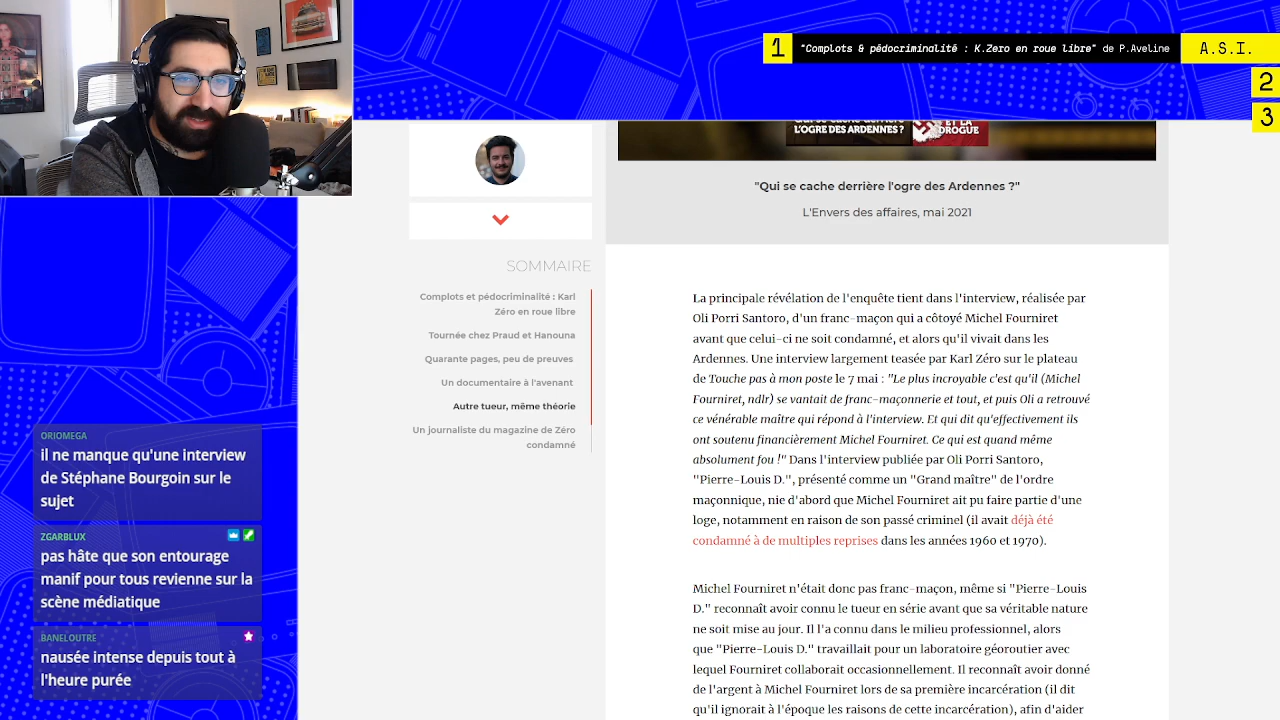 1 "Complots & pédocriminalité : K.Zero en roue libre" de P.Aveline A.S.I.
2
3
L'OGRE DES ARDENNES ?
ET LA
DROGUE
"Qui se cache derrière l'ogre des Ardennes ?"
L'Envers des affaires, mai 2021
SOMMAIRE
Complots et pédocriminalité : Karl
Zéro en roue libre
Tournée chez Praud et Hanouna
Quarante pages, peu de preuves
Un documentaire à l'avenant
Autre tueur, même théorie
Un journaliste du magazine de Zéro
condamné
La principale révélation de l'enquête tient dans l'interview, réalisée par
Oli Porri Santoro, d'un franc-maçon qui a côtoyé Michel Fourniret
avant que celui-ci ne soit condamné, et alors qu'il vivait dans les
Ardennes. Une interview largement teasée par Karl Zéro sur le plateau
de Touche pas à mon poste le 7 mai : "Le plus incroyable c'est qu'il (Michel
Fourniret, ndlr) se vantait de franc-maçonnerie et tout, et puis Oli a retrouvé
ce vénérable maître qui répond à l'interview. Et qui dit qu'effectivement ils
ont soutenu financièrement Michel Fourniret. Ce qui est quand même
absolument fou !" Dans l'interview publiée par Oli Porri Santoro,
"Pierre-Louis D.", présenté comme un "Grand maître" de l'ordre
maçonnique, nie d'abord que Michel Fourniret ait pu faire partie d'une
loge, notamment en raison de son passé criminel (il avait déjà été
condamné à de multiples reprises dans les années 1960 et 1970).
Michel Fourniret n'était donc pas franc-maçon, même si "Pierre-Louis
D." reconnaît avoir connu le tueur en série avant que sa véritable nature
ne soit mise au jour. Il l'a connu dans le milieu professionnel, alors
que "Pierre-Louis D." travaillait pour un laboratoire géoroutier avec
lequel Fourniret collaborait occasionnellement. Il reconnaît avoir donné
de l'argent à Michel Fourniret lors de sa première incarcération (il dit
qu'il ignorait à l'époque les raisons de cette incarcération), afin d'aider
ORIOMEGA
il ne manque qu'une interview
de Stéphane Bourgoin sur le
sujet
ZGARBLUX
pas hâte que son entourage
manif pour tous revienne sur la
scène médiatique
BANELOUTRE
nausée intense depuis tout à
l'heure purée